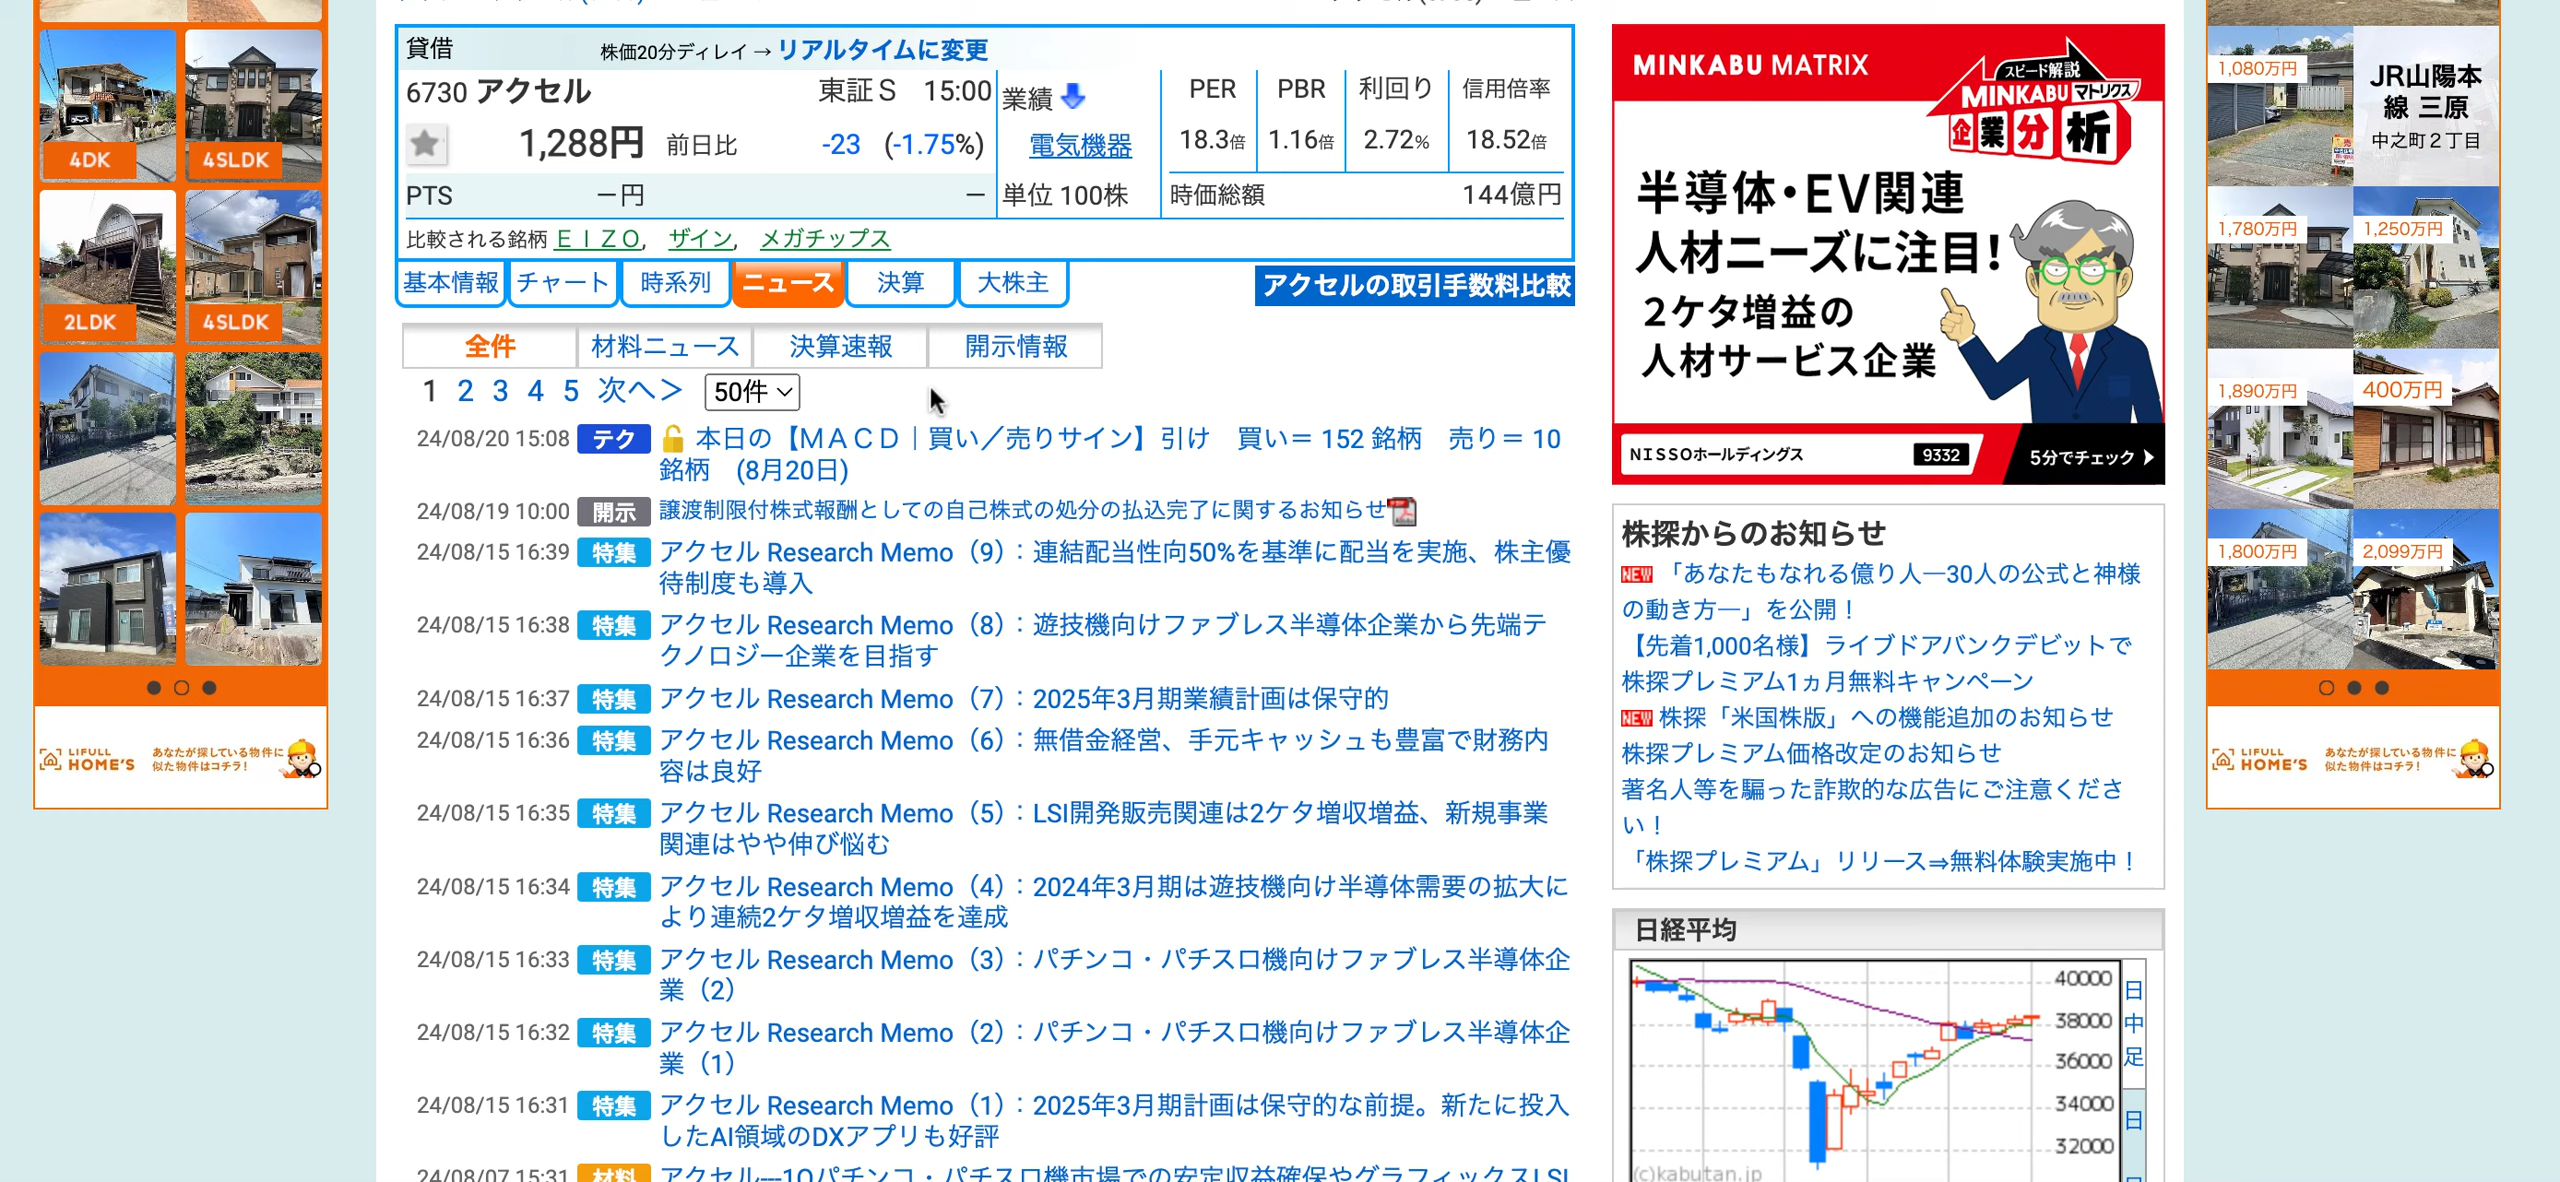 貸借
株価20分ディレイ → リアルタイムに変更
6730 アクセル
東証Ｓ 15:00
業績
1,288円 前日比 -23 (-1.75%)
電気機器
PTS －円 －
単位 100株
PER PBR 利回り 信用倍率
18.3倍 1.16倍 2.72% 18.52倍
時価総額 144億円
比較される銘柄 ＥＩＺＯ, ザイン, メガチップス
基本情報 チャート 時系列 ニュース 決算 大株主
アクセルの取引手数料比較
全件 材料ニュース 決算速報 開示情報
1 2 3 4 5 次へ＞ 50件
24/08/20 15:08 テク 本日の【ＭＡＣＤ｜買い／売りサイン】引け 買い＝ 152 銘柄 売り＝ 10
銘柄 (8月20日)
24/08/19 10:00 開示 譲渡制限付株式報酬としての自己株式の処分の払込完了に関するお知らせ
24/08/15 16:39 特集 アクセル Research Memo（9）：連結配当性向50%を基準に配当を実施、株主優
待制度も導入
24/08/15 16:38 特集 アクセル Research Memo（8）：遊技機向けファブレス半導体企業から先端テ
クノロジー企業を目指す
24/08/15 16:37 特集 アクセル Research Memo（7）：2025年3月期業績計画は保守的
24/08/15 16:36 特集 アクセル Research Memo（6）：無借金経営、手元キャッシュも豊富で財務内
容は良好
24/08/15 16:35 特集 アクセル Research Memo（5）：LSI開発販売関連は2ケタ増収増益、新規事業
関連はやや伸び悩む
24/08/15 16:34 特集 アクセル Research Memo（4）：2024年3月期は遊技機向け半導体需要の拡大に
より連続2ケタ増収増益を達成
24/08/15 16:33 特集 アクセル Research Memo（3）：パチンコ・パチスロ機向けファブレス半導体企
業（2）
24/08/15 16:32 特集 アクセル Research Memo（2）：パチンコ・パチスロ機向けファブレス半導体企
業（1）
24/08/15 16:31 特集 アクセル Research Memo（1）：2025年3月期計画は保守的な前提。新たに投入
したAI領域のDXアプリも好評
24/08/07 15:31 材料 アクセル---1Qパチンコ・パチスロ機市場での安定収益確保やグラフィックスLSI
MINKABU MATRIX
スピード解説
MINKABU マトリクス
企業分析
半導体・EV関連
人材ニーズに注目！
2ケタ増益の
人材サービス企業
NISSOホールディングス 9332 5分でチェック
株探からのお知らせ
NEW 「あなたもなれる億り人―30人の公式と神様
の動き方―」を公開！
【先着1,000名様】ライブドアバンクデビットで
株探プレミアム1ヵ月無料キャンペーン
NEW 株探「米国株版」への機能追加のお知らせ
株探プレミアム価格改定のお知らせ
著名人等を騙った詐欺的な広告にご注意くださ
い！
「株探プレミアム」リリース⇒無料体験実施中！
日経平均
40000
38000
36000
34000
32000
(c)kabutan.jp
日
中
足
日
4DK 4SLDK
2LDK 4SLDK
LIFULL
HOME'S
あなたが探している物件に
似た物件はコチラ！
1,080万円
JR山陽本
線 三原
中之町２丁目
1,780万円 1,250万円
1,890万円 400万円
1,800万円 2,099万円
LIFULL
HOME'S
あなたが探している物件に
似た物件はコチラ！